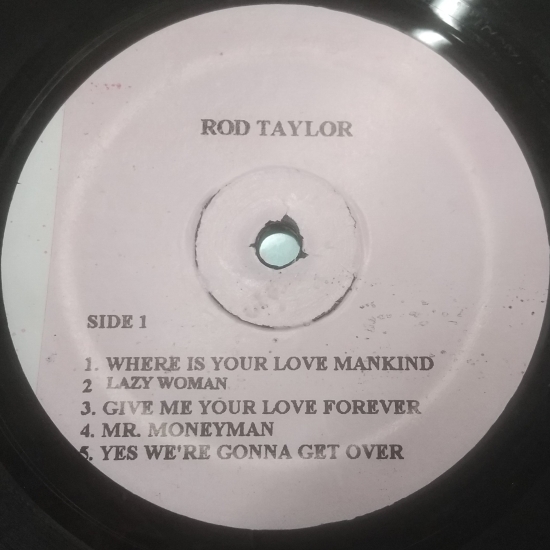 ROD TAYLOR
SIDE 1
1. WHERE IS YOUR LOVE MANKIND
2 LAZY WOMAN
3. GIVE ME YOUR LOVE FOREVER
4. MR. MONEYMAN
5. YES WE'RE GONNA GET OVER